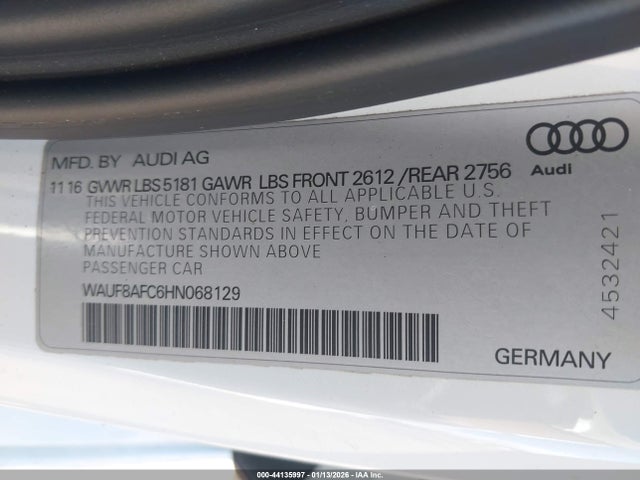 MFD. BY AUDI AG
11 16 GVWR LBS 5181 GAWR LBS FRONT 2612 / REAR 2756
THIS VEHICLE CONFORMS TO ALL APPLICABLE U.S.
FEDERAL MOTOR VEHICLE SAFETY, BUMPER AND THEFT
PREVENTION STANDARDS IN EFFECT ON THE DATE OF
MANUFACTURE SHOWN ABOVE
PASSENGER CAR
WAUF8AFC6HN068129
Audi
4532421
GERMANY
000-44135997 | 01/13/2026 - IAA Inc.